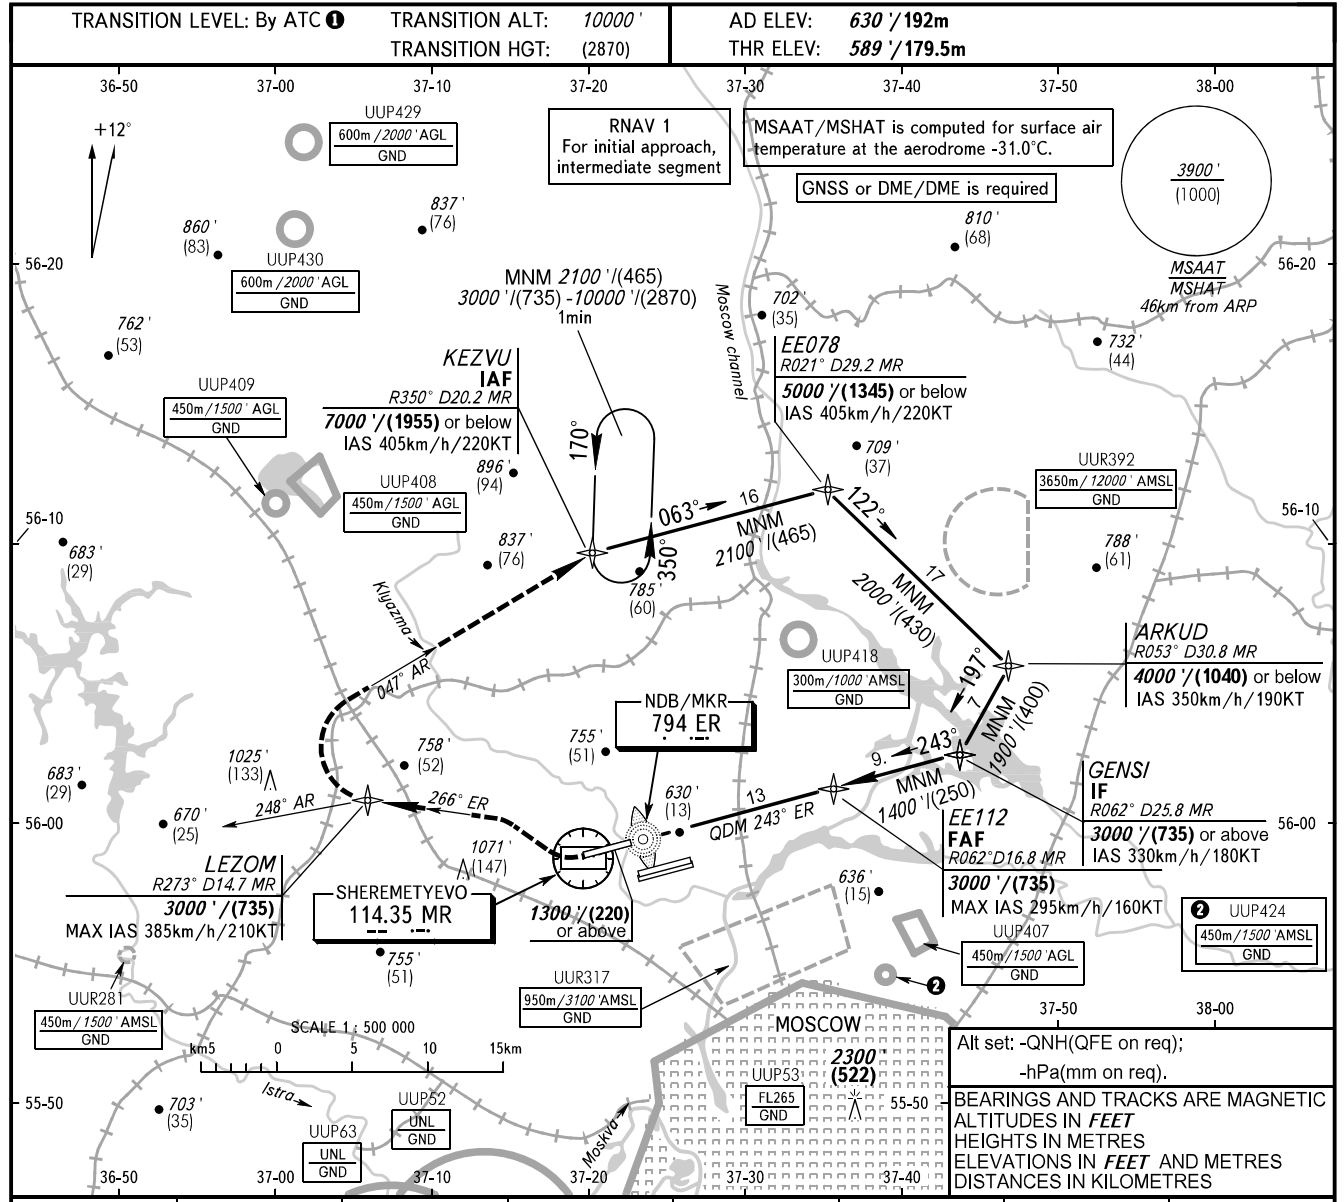 TRANSITION LEVEL: By ATC ❶
TRANSITION ALT: 10000 '
TRANSITION HGT: (2870)
AD ELEV: 630 '/192m
THR ELEV: 589 '/179.5m
36-50 37-00 37-10 37-20 37-30 37-40 37-50 38-00
+12°
UUP429
600m/2000 'AGL
GND
RNAV 1
For initial approach,
intermediate segment
MSAAT/MSHAT is computed for surface air
temperature at the aerodrome -31.0°C.
GNSS or DME/DME is required
3900 '
(1000)
MSAAT
MSHAT
46km from ARP
860 '
(83)
837 '
(76)
810 '
(68)
56-20
56-20
UUP430
600m/2000 'AGL
GND
MNM 2100 '/(465)
3000 '/(735) -10000 '/(2870)
1min
Moscow channel
702 '
(35)
762 '
(53)
732 '
(44)
KEZVU
IAF
R350° D20.2 MR
7000 '/(1955) or below
IAS 405km/h/220KT
EE078
R021° D29.2 MR
5000 '/(1345) or below
IAS 405km/h/220KT
UUP409
450m/1500 'AGL
GND
170°
350°
709 '
(37)
896 '
(94)
UUP408
450m/1500 'AGL
GND
UUR392
3650m/12000 'AMSL
GND
063°
16
MNM
2100 '/(465)
122°
17
MNM
2000 '/(430)
56-10
56-10
683 '
(29)
837 '
(76)
785 '
(60)
788 '
(61)
Klyazma
047° AR
UUP418
300m/1000 'AMSL
GND
ARKUD
R053° D30.8 MR
4000 '/(1040) or below
IAS 350km/h/190KT
197°
7
MNM
1900 '/(400)
NDB/MKR
794 ER
755 '
(51)
1025 '
(133)
758 '
(52)
683 '
(29)
243°
9.
MNM
1400 '/(250)
GENSI
IF
R062° D25.8 MR
3000 '/(735) or above
IAS 330km/h/180KT
630 '
(13)
13
QDM 243° ER
670 '
(25)
248° AR
266° ER
56-00
56-00
EE112
FAF
R062° D16.8 MR
3000 '/(735)
MAX IAS 295km/h/160KT
LEZOM
R273° D14.7 MR
3000 '/(735)
MAX IAS 385km/h/210KT
1071 '
(147)
SHEREMETYEVO
114.35 MR
1300 '/(220)
or above
636 '
(15)
❷ UUP424
450m/1500 'AMSL
GND
UUP407
450m/1500 'AGL
GND
❷
755 '
(51)
UUR281
450m/1500 'AMSL
GND
UUR317
950m/3100 'AMSL
GND
SCALE 1 : 500 000
km5 0 5 10 15km
MOSCOW
2300 '
(522)
UUP53
FL265
GND
37-50 38-00
Alt set: -QNH(QFE on req);
-hPa(mm on req).
BEARINGS AND TRACKS ARE MAGNETIC
ALTITUDES IN FEET
HEIGHTS IN METRES
ELEVATIONS IN FEET AND METRES
DISTANCES IN KILOMETRES
Istra
55-50
55-50
703 '
(35)
UUP52
UNL
GND
UUP63
UNL
GND
Moskva
36-50 37-00 37-10 37-20 37-30 37-40